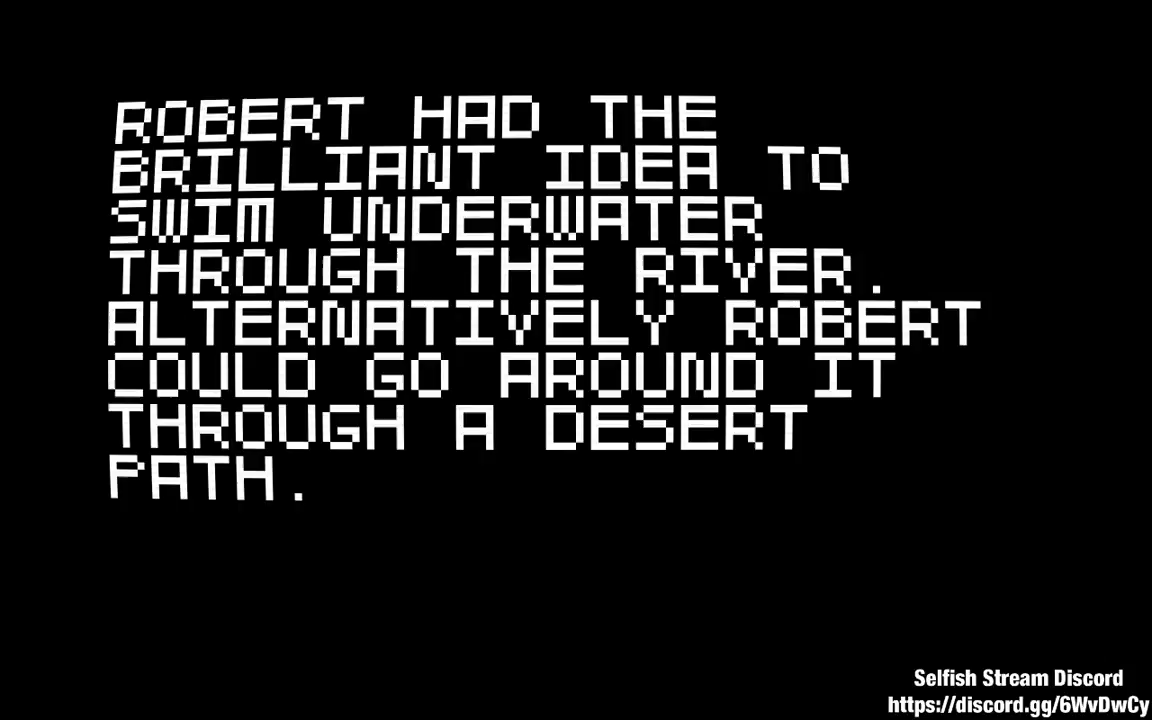 ROBERT HAD THE
BRILLIANT IDEA TO
SWIM UNDERWATER
THROUGH THE RIVER.
ALTERNATIVELY ROBERT
COULD GO AROUND IT
THROUGH A DESERT
PATH.
Selfish Stream Discord
https://discord.gg/6WvDwCy